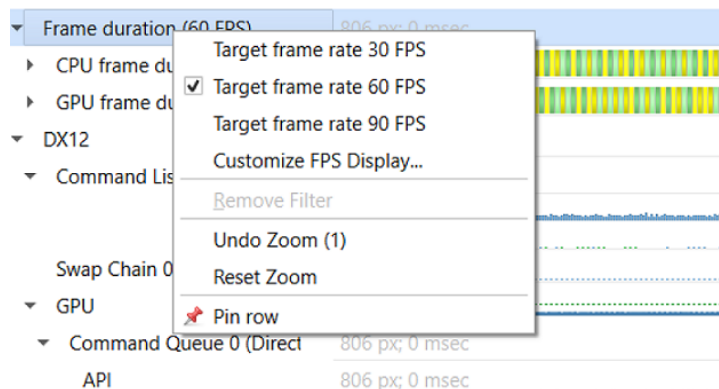 Frame duration (60 FPS) 806 px; 0 msec
Target frame rate 30 FPS
CPU frame du
Target frame rate 60 FPS
GPU frame du
Target frame rate 90 FPS
DX12
Customize FPS Display...
Command Lis
Remove Filter
Undo Zoom (1)
Swap Chain 0
Reset Zoom
GPU
Pin row
Command Queue 0 (Direct 806 px; 0 msec
API 806 px; 0 msec